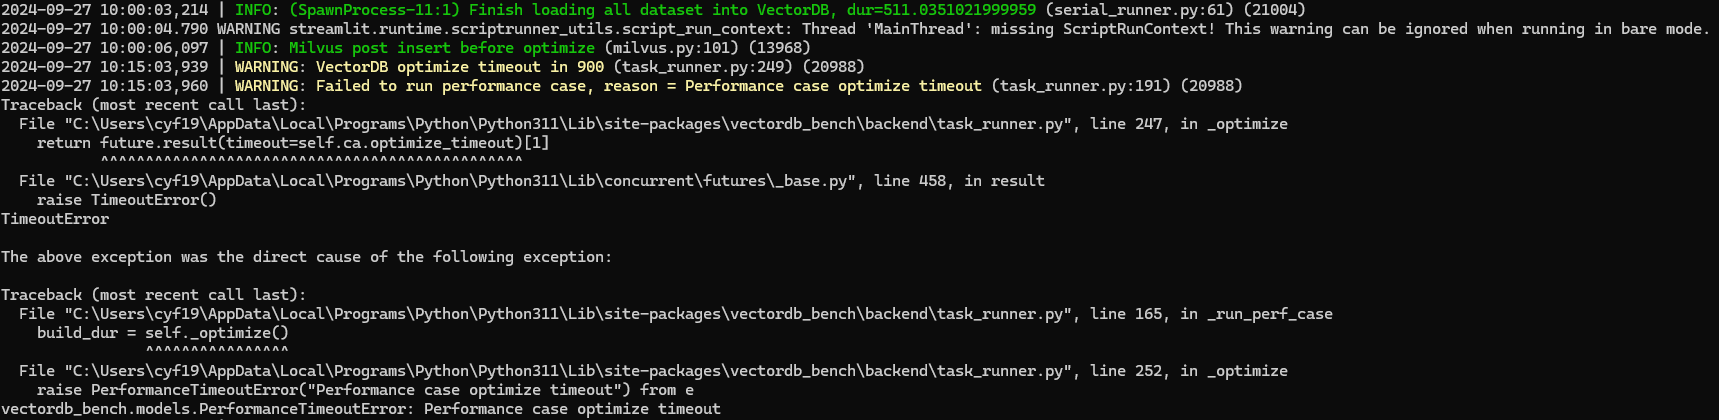 2024-09-27 10:00:03,214 | INFO: (SpawnProcess-11:1) Finish loading all dataset into VectorDB, dur=511.0351021999959 (serial_runner.py:61) (21004)
2024-09-27 10:00:04.790 WARNING streamlit.runtime.scriptrunner_utils.script_run_context: Thread 'MainThread': missing ScriptRunContext! This warning can be ignored when running in bare mode.
2024-09-27 10:00:06,097 | INFO: Milvus post insert before optimize (milvus.py:101) (13968)
2024-09-27 10:15:03,939 | WARNING: VectorDB optimize timeout in 900 (task_runner.py:249) (20988)
2024-09-27 10:15:03,960 | WARNING: Failed to run performance case, reason = Performance case optimize timeout (task_runner.py:191) (20988)
Traceback (most recent call last):
  File "C:\Users\cyf19\AppData\Local\Programs\Python\Python311\Lib\site-packages\vectordb_bench\backend\task_runner.py", line 247, in _optimize
    return future.result(timeout=self.ca.optimize_timeout)[1]
           ^^^^^^^^^^^^^^^^^^^^^^^^^^^^^^^^^^^^^^^^^^^^^^^
  File "C:\Users\cyf19\AppData\Local\Programs\Python\Python311\Lib\concurrent\futures\_base.py", line 458, in result
    raise TimeoutError()
TimeoutError

The above exception was the direct cause of the following exception:

Traceback (most recent call last):
  File "C:\Users\cyf19\AppData\Local\Programs\Python\Python311\Lib\site-packages\vectordb_bench\backend\task_runner.py", line 165, in _run_perf_case
    build_dur = self._optimize()
                ^^^^^^^^^^^^^^^^
  File "C:\Users\cyf19\AppData\Local\Programs\Python\Python311\Lib\site-packages\vectordb_bench\backend\task_runner.py", line 252, in _optimize
    raise PerformanceTimeoutError("Performance case optimize timeout") from e
vectordb_bench.models.PerformanceTimeoutError: Performance case optimize timeout